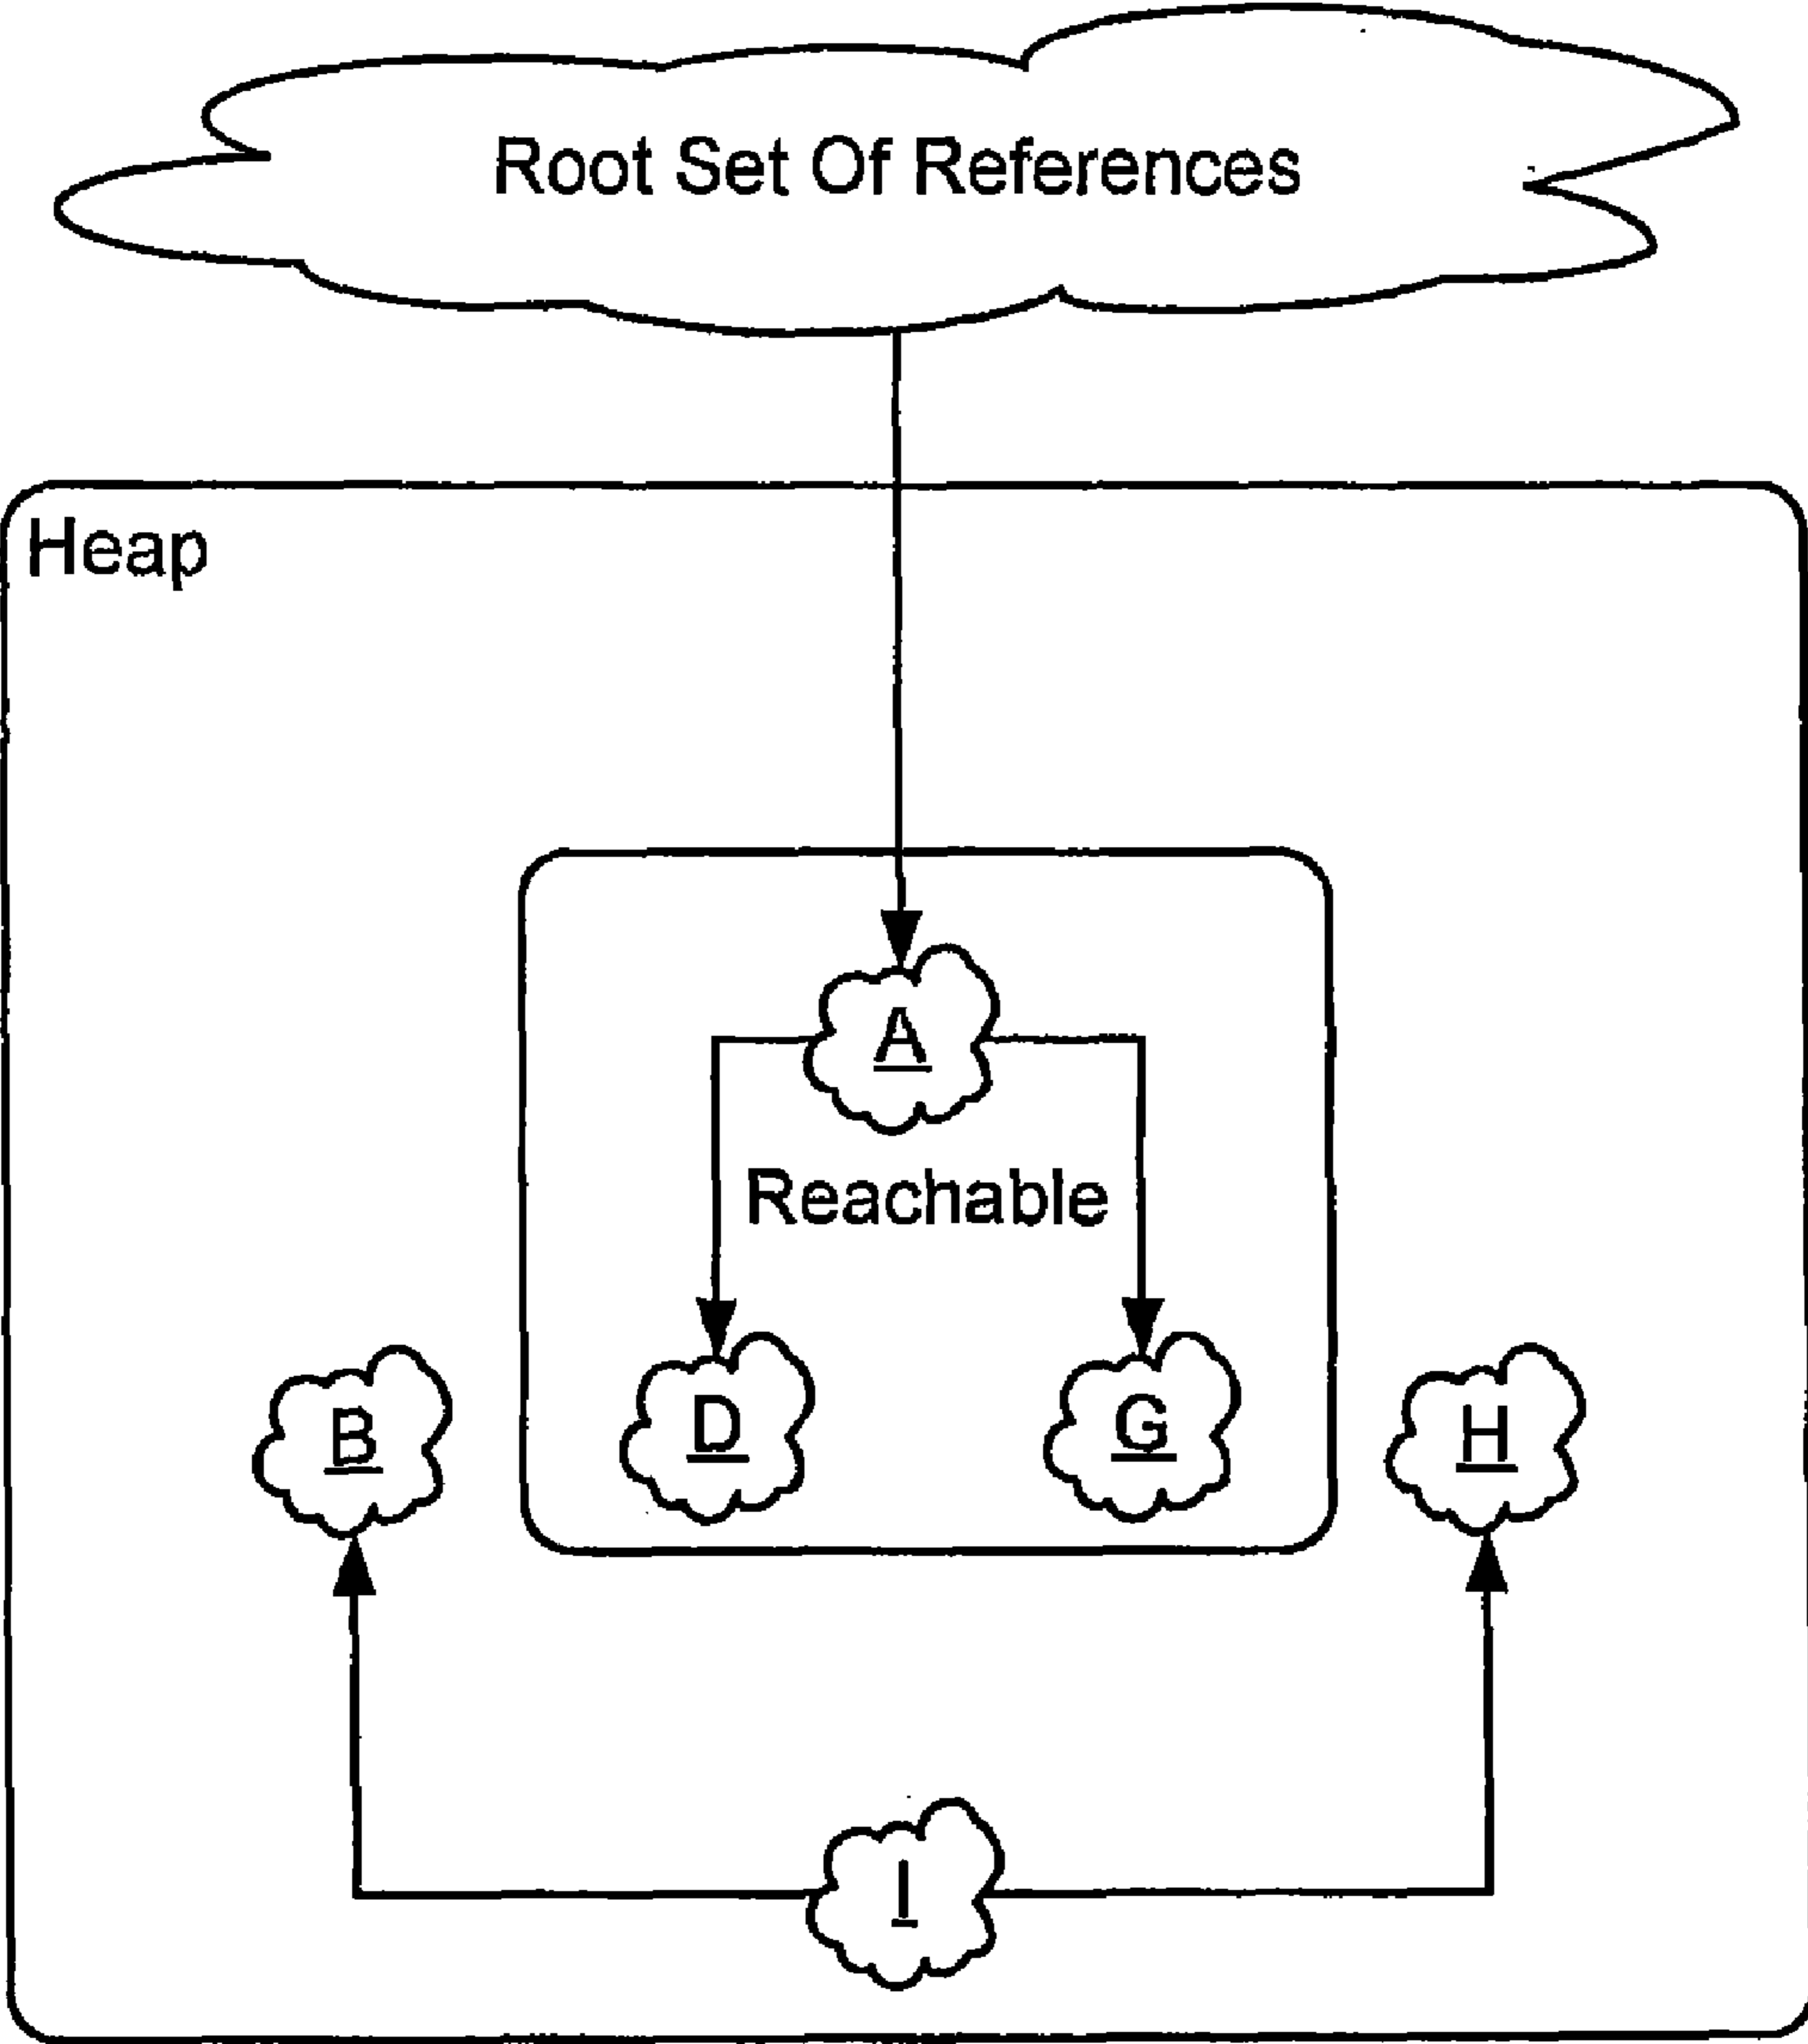 Root Set Of References
Heap
A
Reachable
B
D
G
H
I